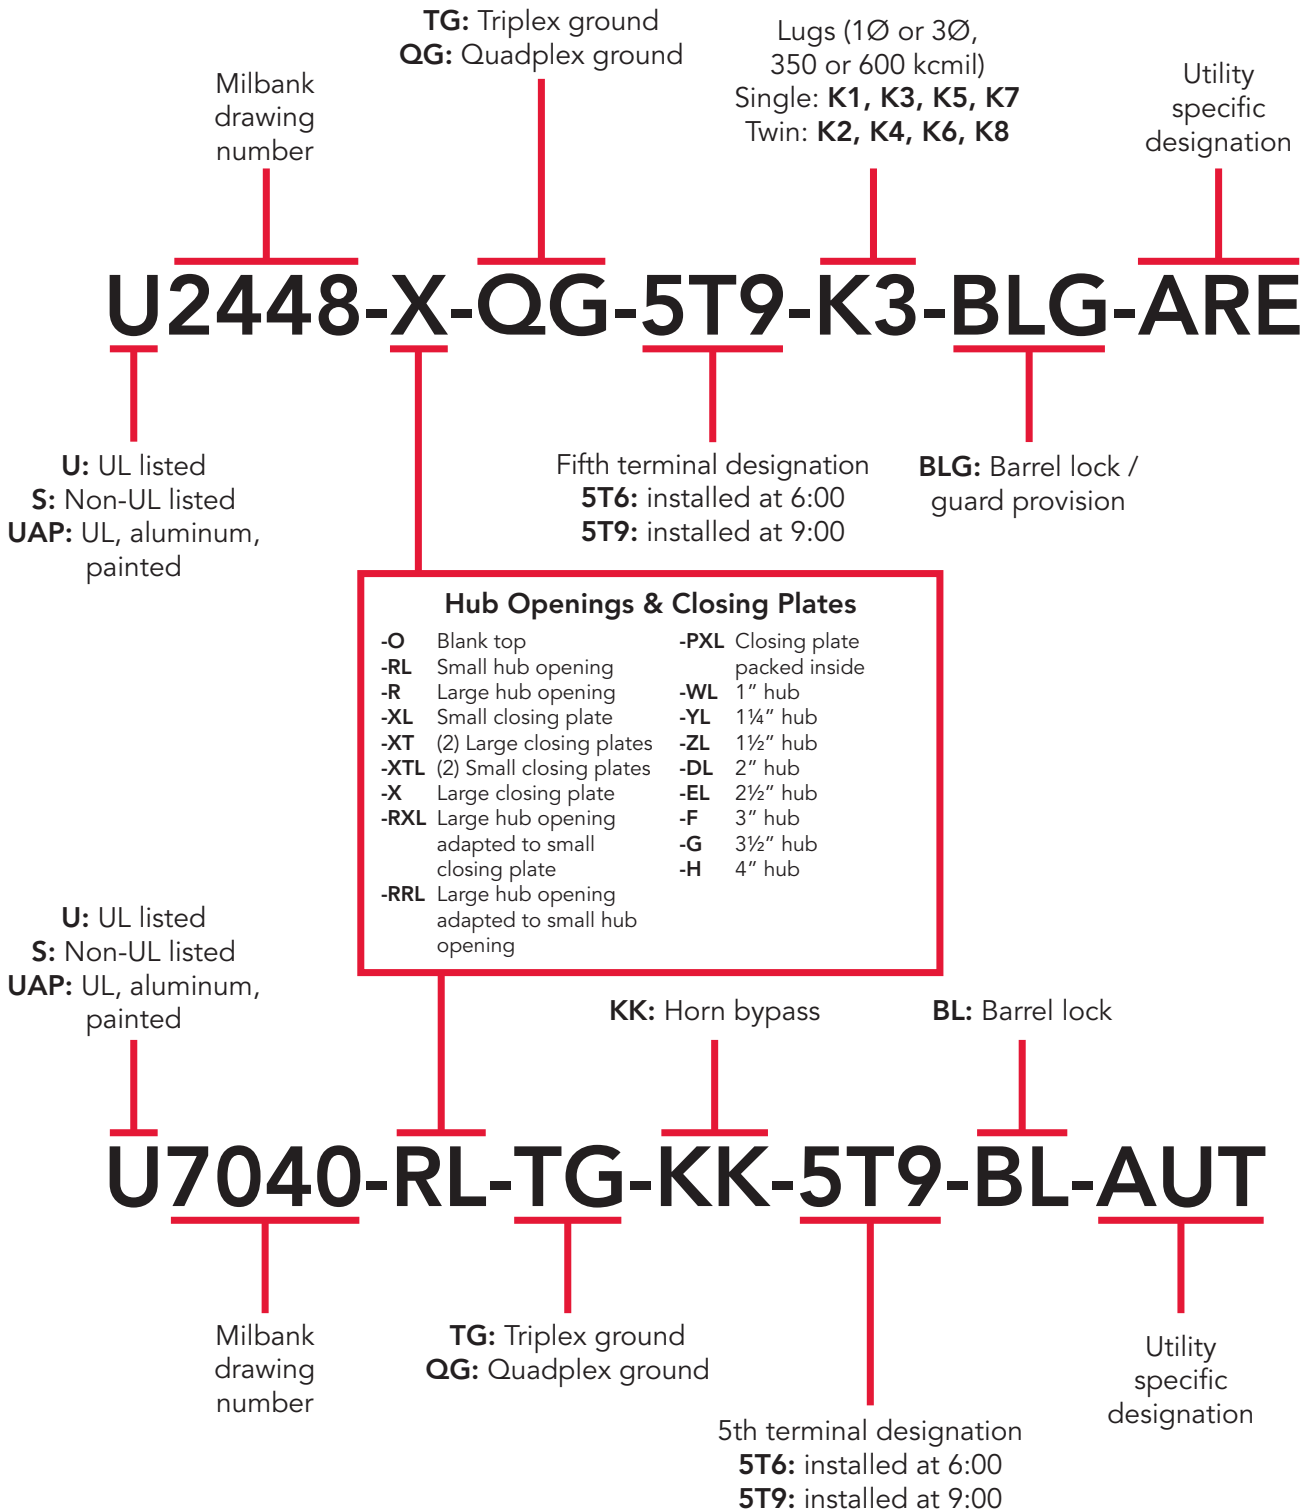 TG: Triplex ground
QG: Quadplex ground
Lugs (1Ø or 3Ø,
350 or 600 kcmil)
Single: K1, K3, K5, K7
Twin: K2, K4, K6, K8
Milbank
drawing
number
Utility
specific
designation
U2448-X-QG-5T9-K3-BLG-ARE
U: UL listed
S: Non-UL listed
UAP: UL, aluminum,
painted
Fifth terminal designation
5T6: installed at 6:00
5T9: installed at 9:00
BLG: Barrel lock /
guard provision
Hub Openings & Closing Plates
-O Blank top
-RL Small hub opening
-R Large hub opening
-XL Small closing plate
-XT (2) Large closing plates
-XTL (2) Small closing plates
-X Large closing plate
-RXL Large hub opening
adapted to small
closing plate
-RRL Large hub opening
adapted to small hub
opening
-PXL Closing plate
packed inside
-WL 1” hub
-YL 1¼” hub
-ZL 1½” hub
-DL 2” hub
-EL 2½” hub
-F 3” hub
-G 3½” hub
-H 4” hub
U: UL listed
S: Non-UL listed
UAP: UL, aluminum,
painted
KK: Horn bypass
BL: Barrel lock
U7040-RL-TG-KK-5T9-BL-AUT
Milbank
drawing
number
TG: Triplex ground
QG: Quadplex ground
5th terminal designation
5T6: installed at 6:00
5T9: installed at 9:00
Utility
specific
designation